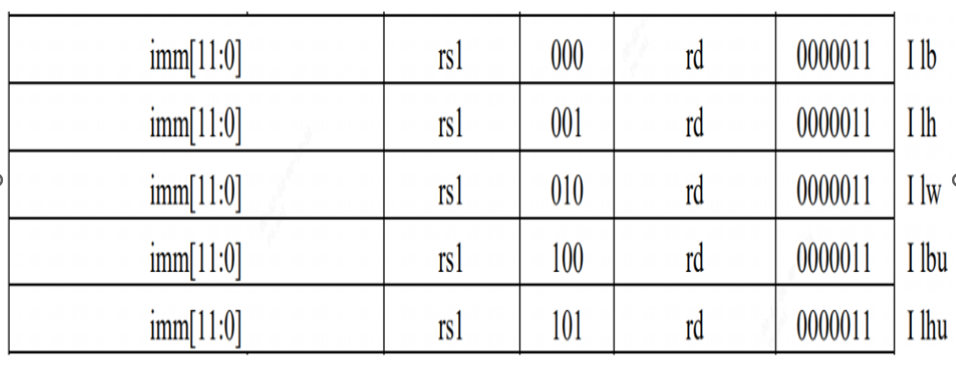 imm[11:0] rs1 000 rd 0000011 I lb
imm[11:0] rs1 001 rd 0000011 I lh
imm[11:0] rs1 010 rd 0000011 I lw
imm[11:0] rs1 100 rd 0000011 I lbu
imm[11:0] rs1 101 rd 0000011 I lhu